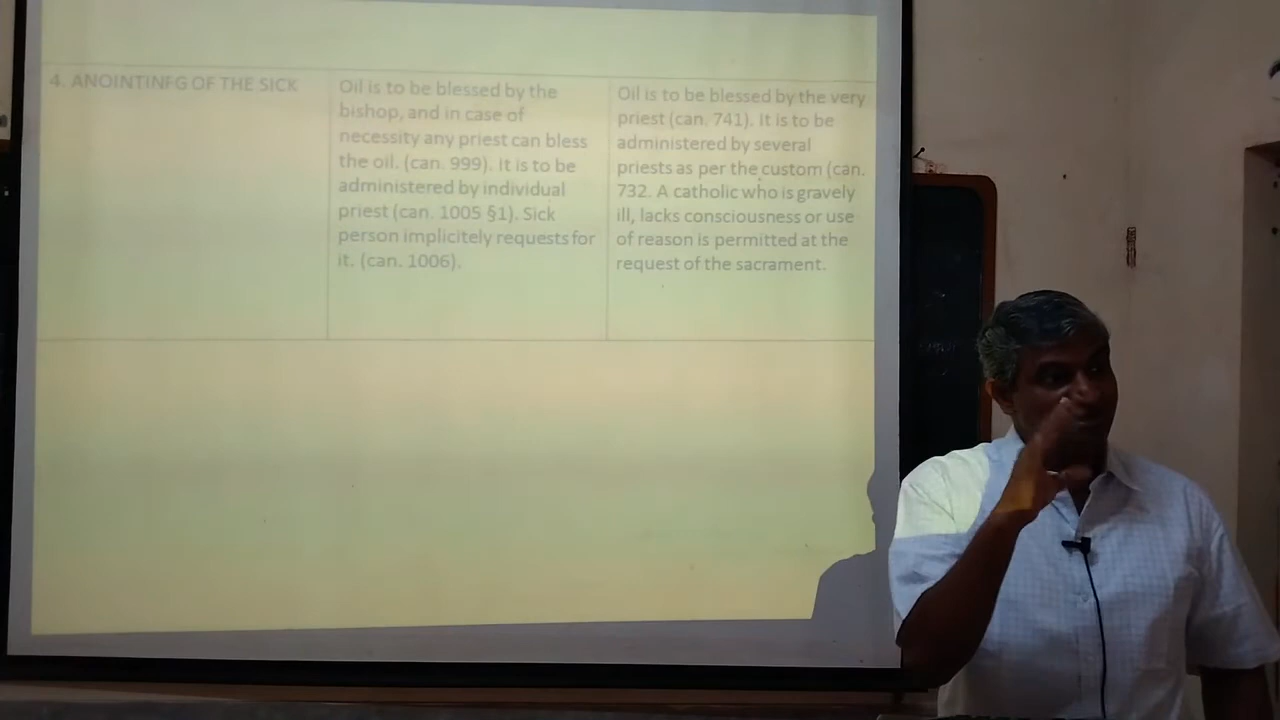 4. ANOINTINFG OF THE SICK
Oil is to be blessed by the
bishop, and in case of
necessity any priest can bless
the oil. (can. 999). It is to be
administered by individual
priest (can. 1005 §1). Sick
person implicitely requests for
it. (can. 1006).
Oil is to be blessed by the very
priest (can. 741). It is to be
administered by several
priests as per the custom (can.
732. A catholic who is gravely
ill, lacks consciousness or use
of reason is permitted at the
request of the sacrament.